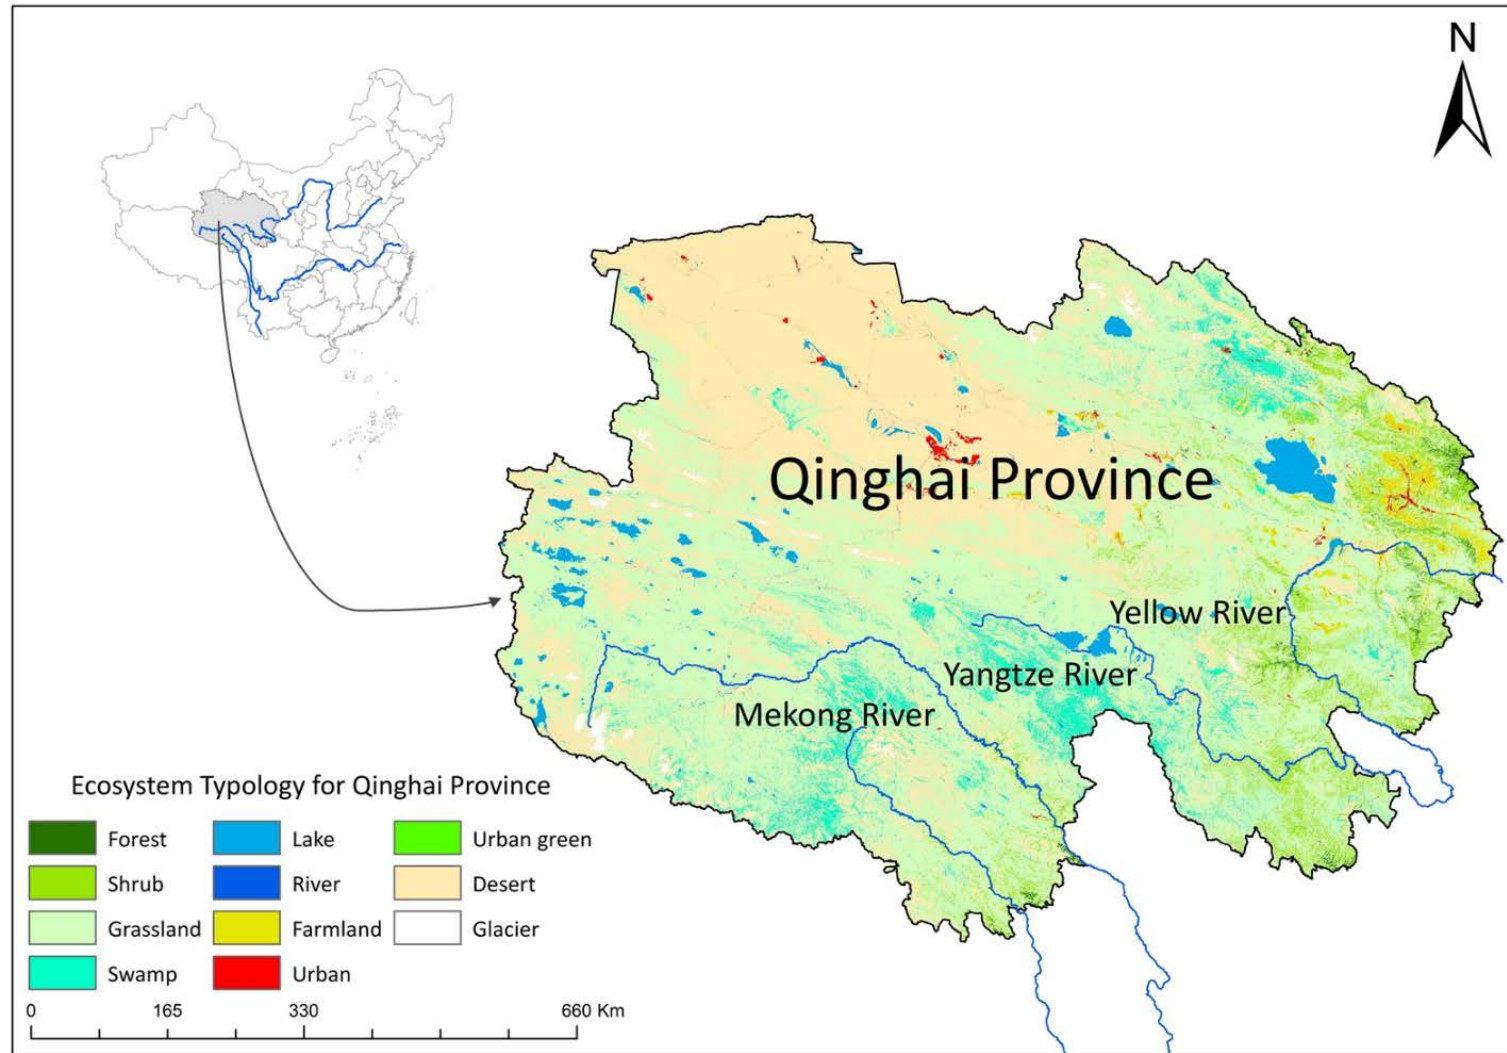 N
Qinghai Province
Yellow River
Yangtze River
Mekong River
Ecosystem Typology for Qinghai Province
Forest
Lake
Urban green
Shrub
River
Desert
Grassland
Farmland
Glacier
Swamp
Urban
0 165 330 660 Km